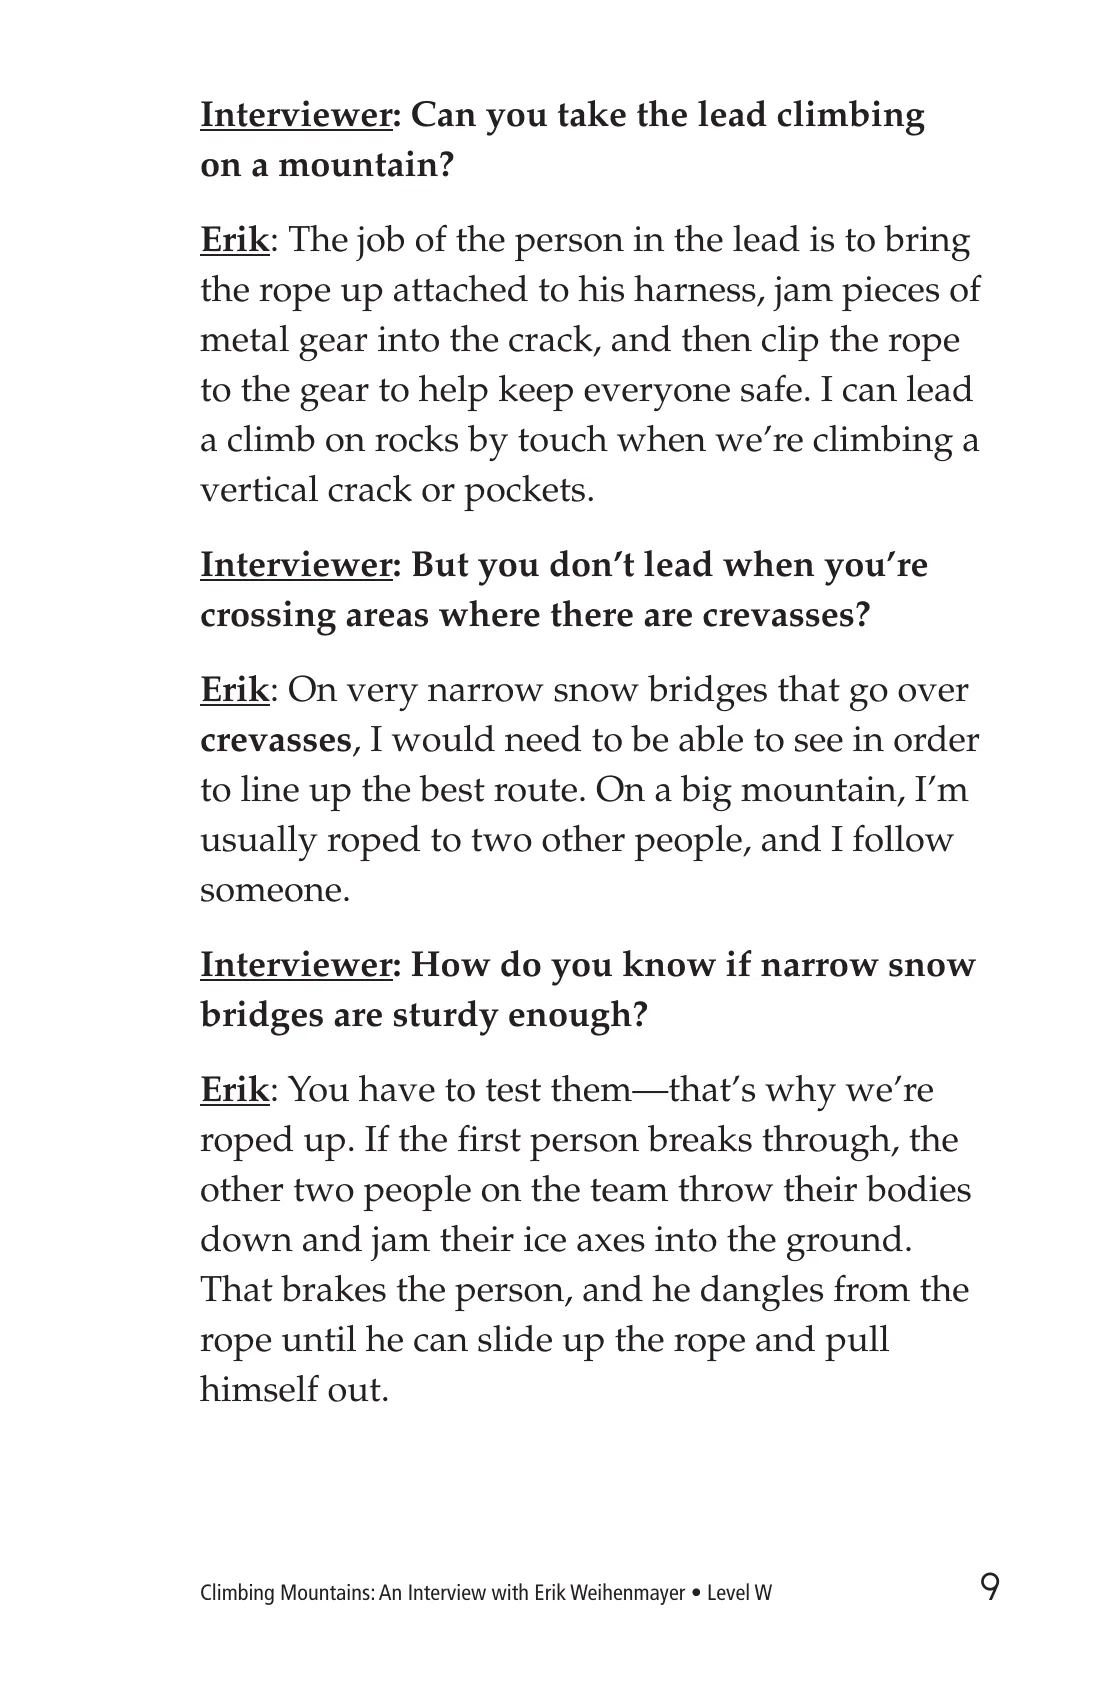 Interviewer: Can you take the lead climbing
on a mountain?
Erik: The job of the person in the lead is to bring
the rope up attached to his harness, jam pieces of
metal gear into the crack, and then clip the rope
to the gear to help keep everyone safe. I can lead
a climb on rocks by touch when we’re climbing a
vertical crack or pockets.
Interviewer: But you don’t lead when you’re
crossing areas where there are crevasses?
Erik: On very narrow snow bridges that go over
crevasses, I would need to be able to see in order
to line up the best route. On a big mountain, I’m
usually roped to two other people, and I follow
someone.
Interviewer: How do you know if narrow snow
bridges are sturdy enough?
Erik: You have to test them—that’s why we’re
roped up. If the first person breaks through, the
other two people on the team throw their bodies
down and jam their ice axes into the ground.
That brakes the person, and he dangles from the
rope until he can slide up the rope and pull
himself out.
Climbing Mountains: An Interview with Erik Weihenmayer • Level W 9